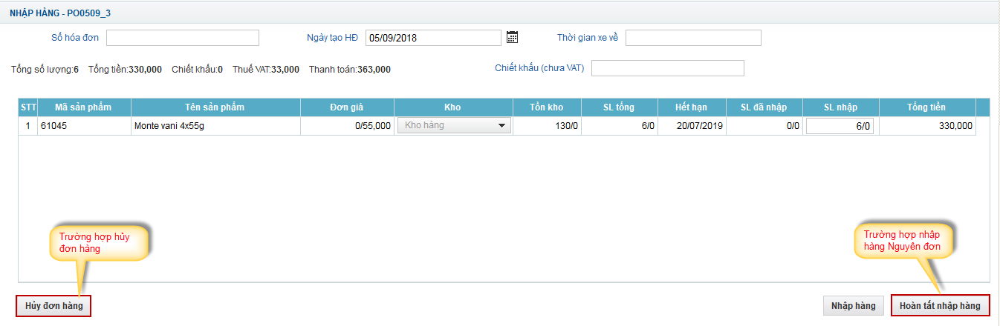 NHẬP HÀNG - PO0509_3
Số hóa đơn Ngày tạo HĐ 05/09/2018 Thời gian xe về
Tổng số lượng:6 Tổng tiền:330,000 Chiết khấu:0 Thuế VAT:33,000 Thanh toán:363,000 Chiết khấu (chưa VAT)
STT Mã sản phẩm Tên sản phẩm Đơn giá Kho Tồn kho SL tổng Hết hạn SL đã nhập SL nhập Tổng tiền
1 61045 Monte vani 4x55g 0/55,000 Kho hàng 130/0 6/0 20/07/2019 0/0 6/0 330,000
Trường hợp hủy
đơn hàng
Trường hợp nhập
hàng Nguyên đơn
Hủy đơn hàng Nhập hàng Hoàn tất nhập hàng